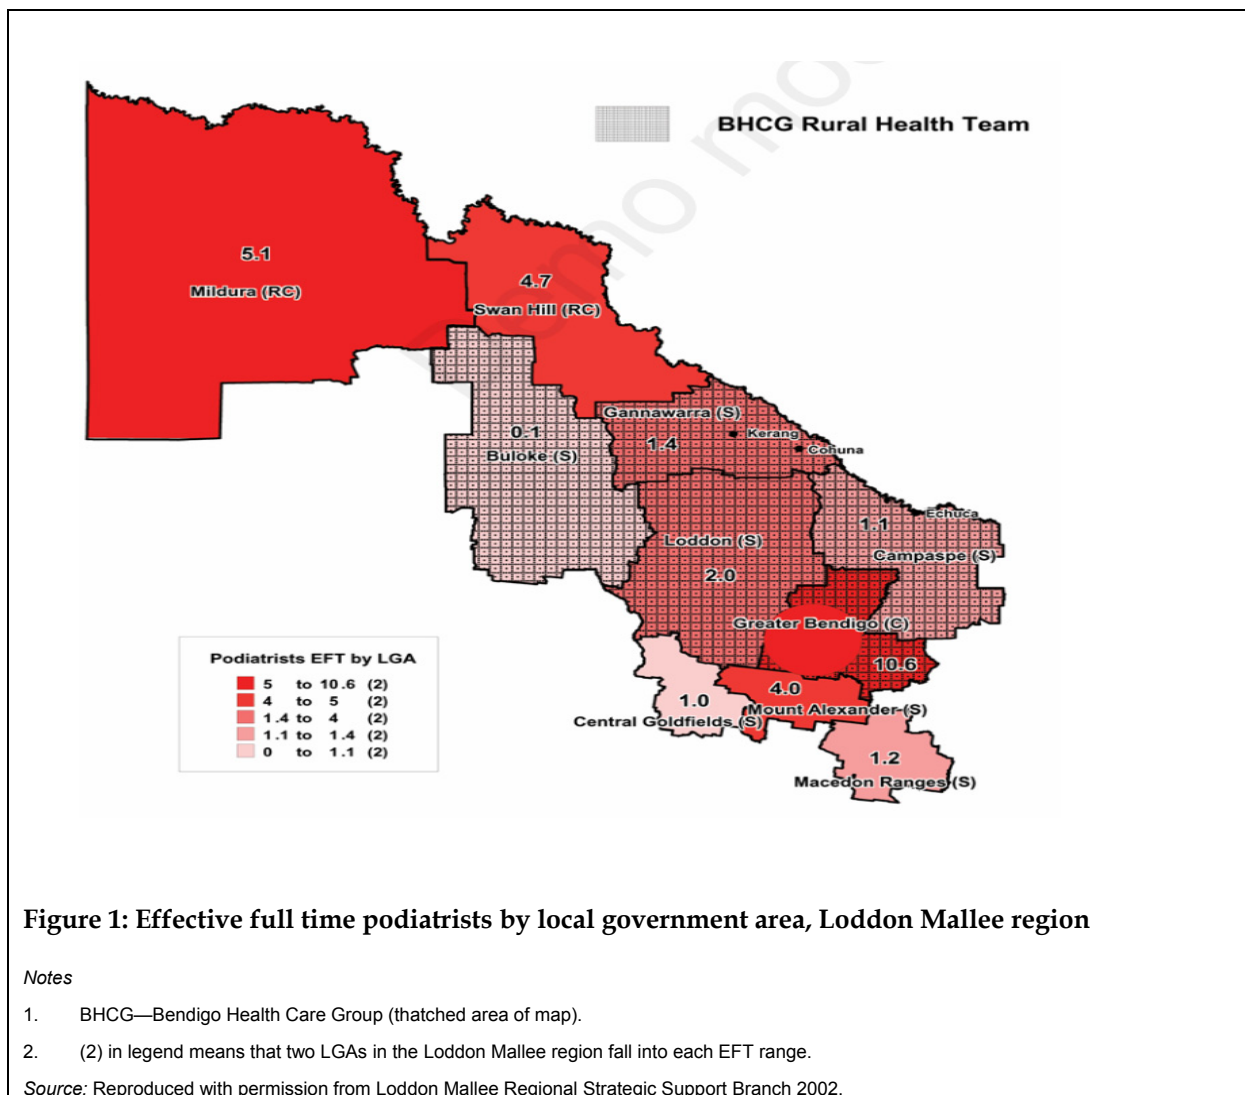 BHCG Rural Health Team
5.1
Mildura (RC)
4.7
Swan Hill (RC)
Gannawarra (S)
Kerang
1.4
Cohuna
0.1
Buloke (S)
Echuca
1.1
Campaspe (S)
Loddon (S)
2.0
Greater Bendigo (C)
10.6
4.0
Mount Alexander (S)
1.0
Central Goldfields (S)
1.2
Macedon Ranges (S)
Podiatrists EFT by LGA
5 to 10.6 (2)
4 to 5 (2)
1.4 to 4 (2)
1.1 to 1.4 (2)
0 to 1.1 (2)
Figure 1: Effective full time podiatrists by local government area, Loddon Mallee region
Notes
1. BHCG—Bendigo Health Care Group (thatched area of map).
2. (2) in legend means that two LGAs in the Loddon Mallee region fall into each EFT range.
Source: Reproduced with permission from Loddon Mallee Regional Strategic Support Branch 2002.